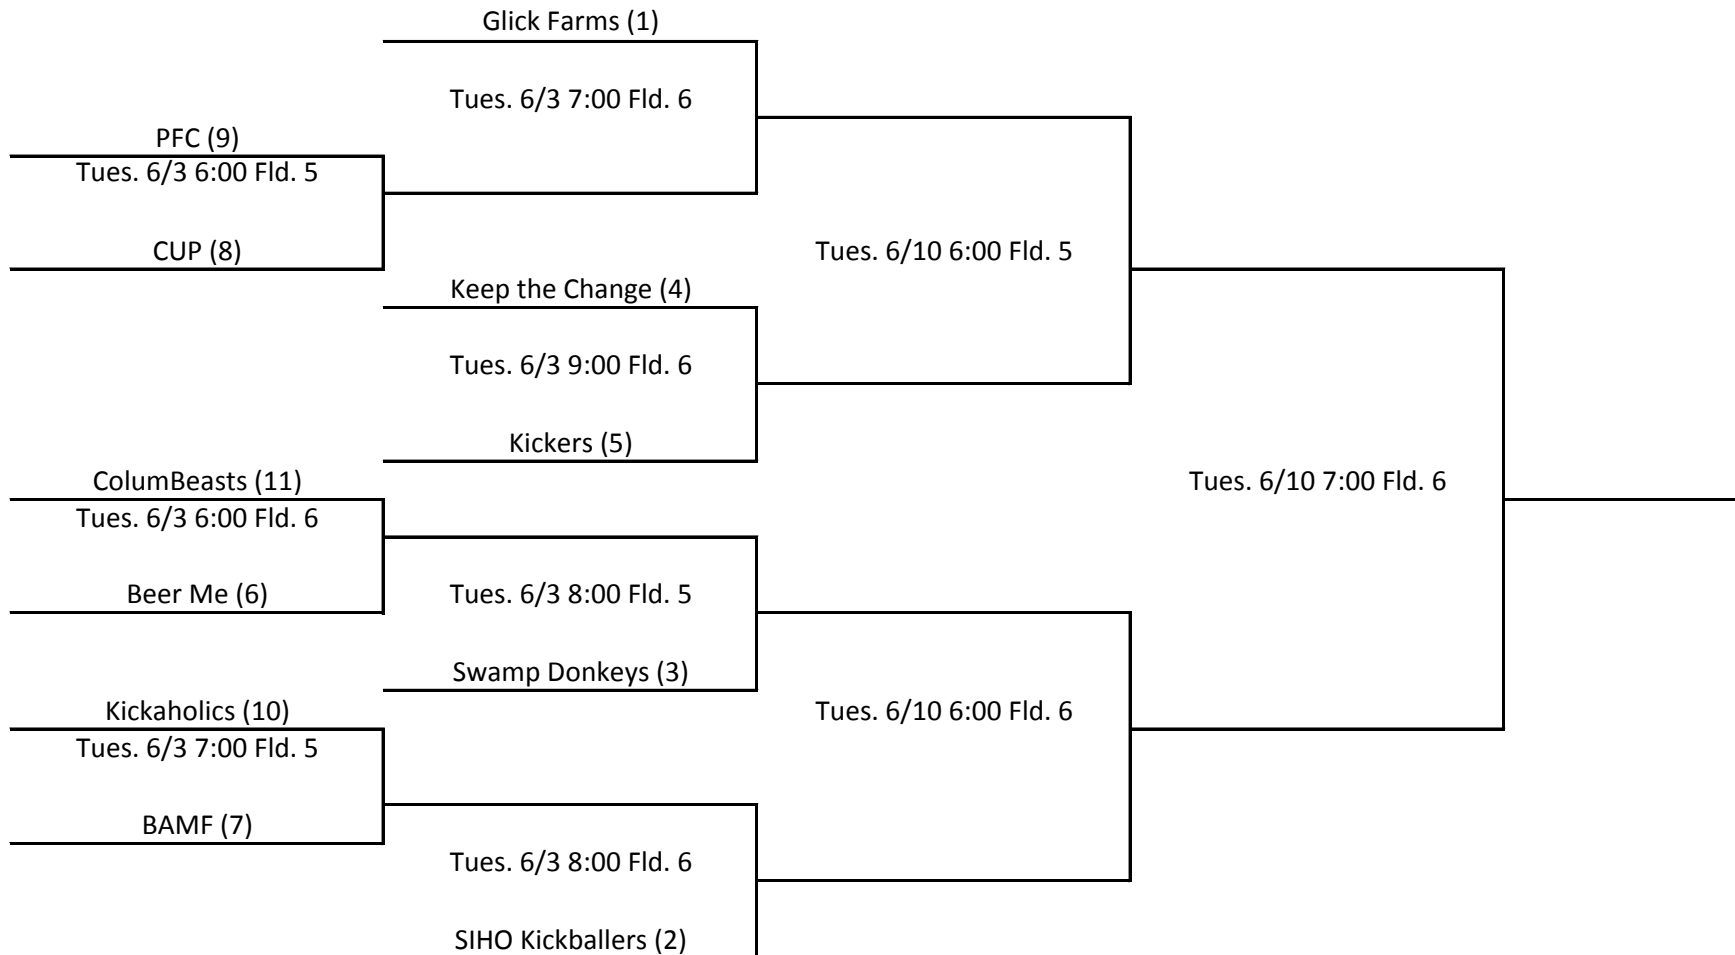 Glick Farms (1)
Tues. 6/3 7:00 Fld. 6
PFC (9)
Tues. 6/3 6:00 Fld. 5
CUP (8)
Tues. 6/10 6:00 Fld. 5
Keep the Change (4)
Tues. 6/3 9:00 Fld. 6
Kickers (5)
ColumBeasts (11)
Tues. 6/10 7:00 Fld. 6
Tues. 6/3 6:00 Fld. 6
Beer Me (6)
Tues. 6/3 8:00 Fld. 5
Swamp Donkeys (3)
Kickaholics (10)
Tues. 6/10 6:00 Fld. 6
Tues. 6/3 7:00 Fld. 5
BAMF (7)
Tues. 6/3 8:00 Fld. 6
SIHO Kickballers (2)